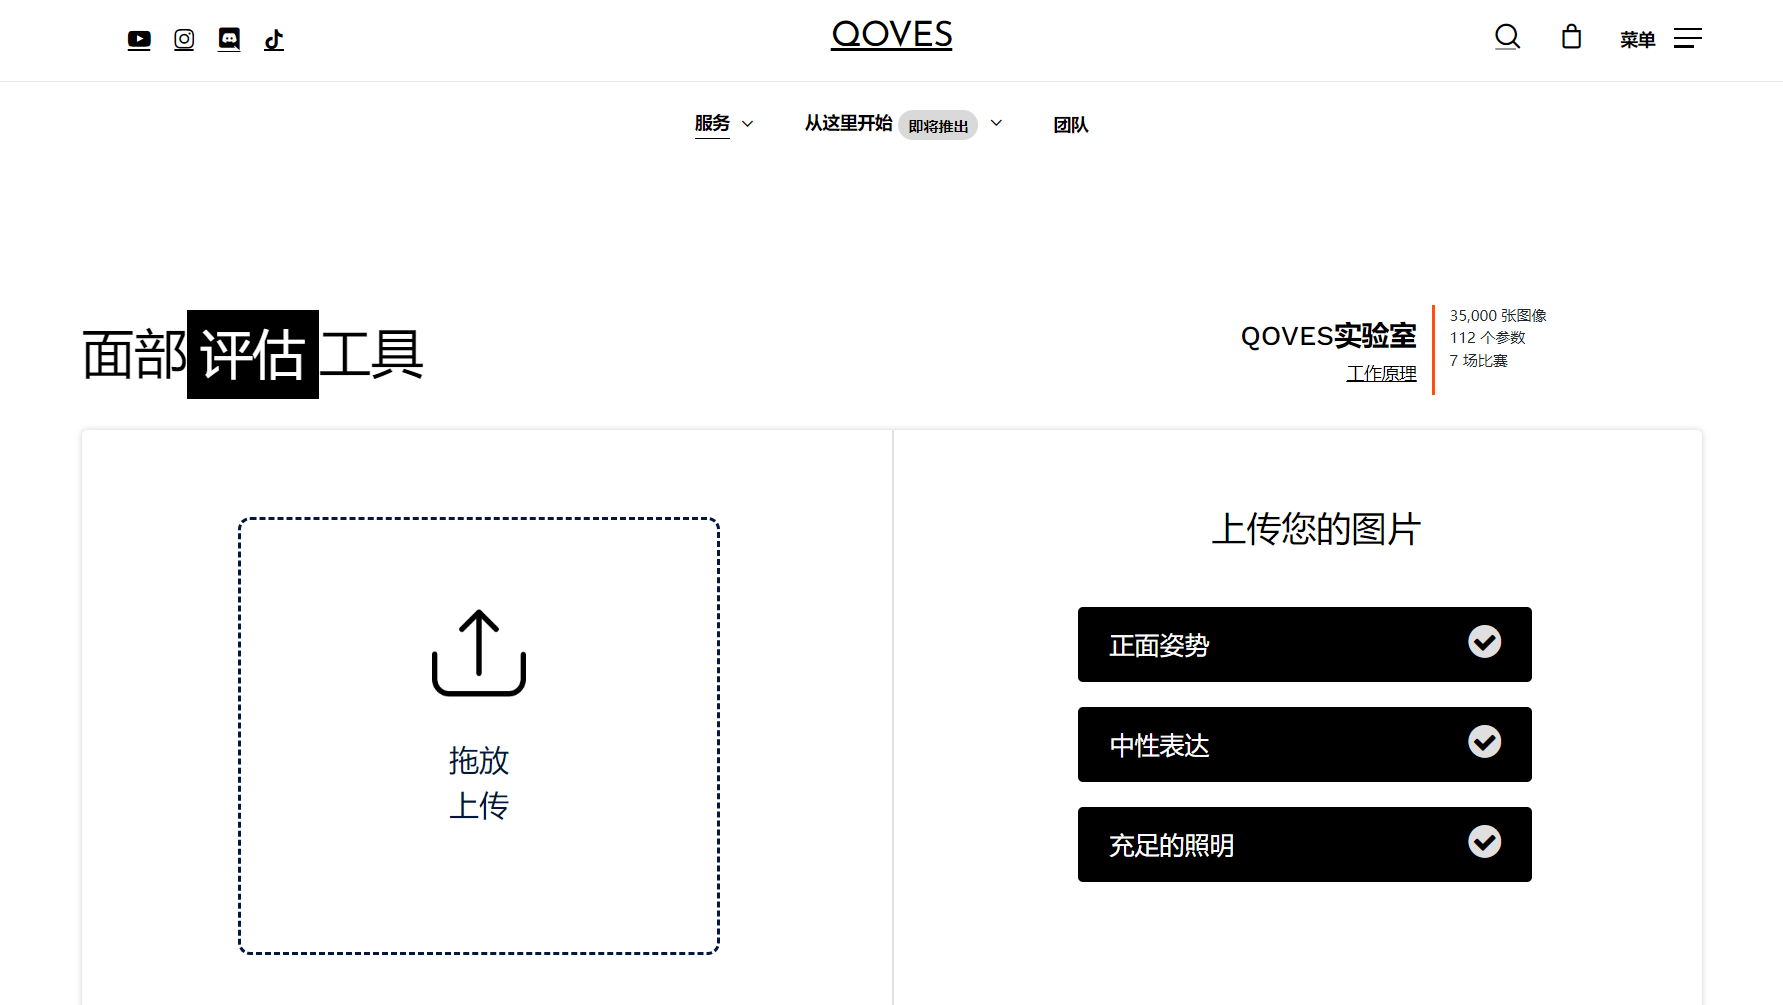 QOVES
菜单
服务
从这里开始 即将推出
团队
面部 评估 工具
QOVES实验室
工作原理
35,000 张图像
112 个参数
7 场比赛
拖放
上传
上传您的图片
正面姿势
中性表达
充足的照明